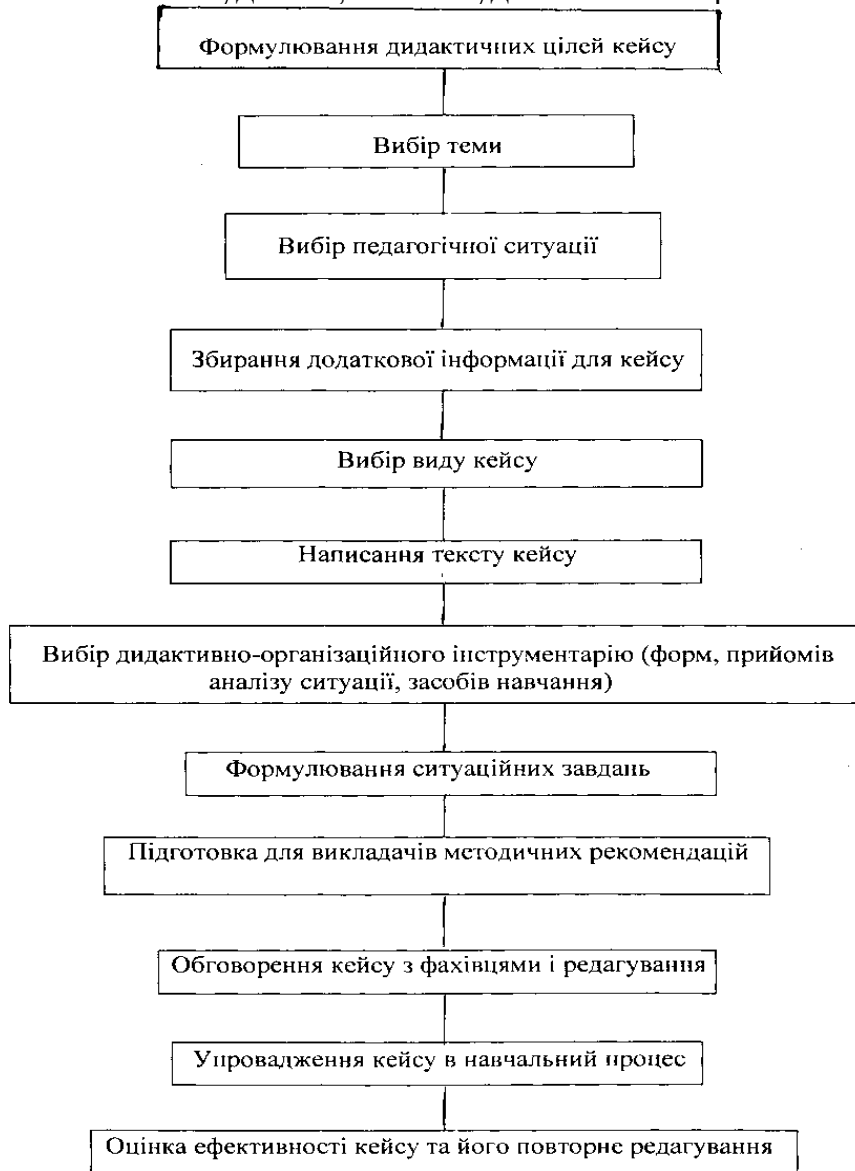 Формулювання дидактичних цілей кейсу
Вибір теми
Вибір педагогічної ситуації
Збирання додаткової інформації для кейсу
Вибір виду кейсу
Написання тексту кейсу
Вибір дидактивно-організаційного інструментарію (форм, прийомів
аналізу ситуації, засобів навчання)
Формулювання ситуаційних завдань
Підготовка для викладачів методичних рекомендацій
Обговорення кейсу з фахівцями і редагування
Упровадження кейсу в навчальний процес
Оцінка ефективності кейсу та його повторне редагування